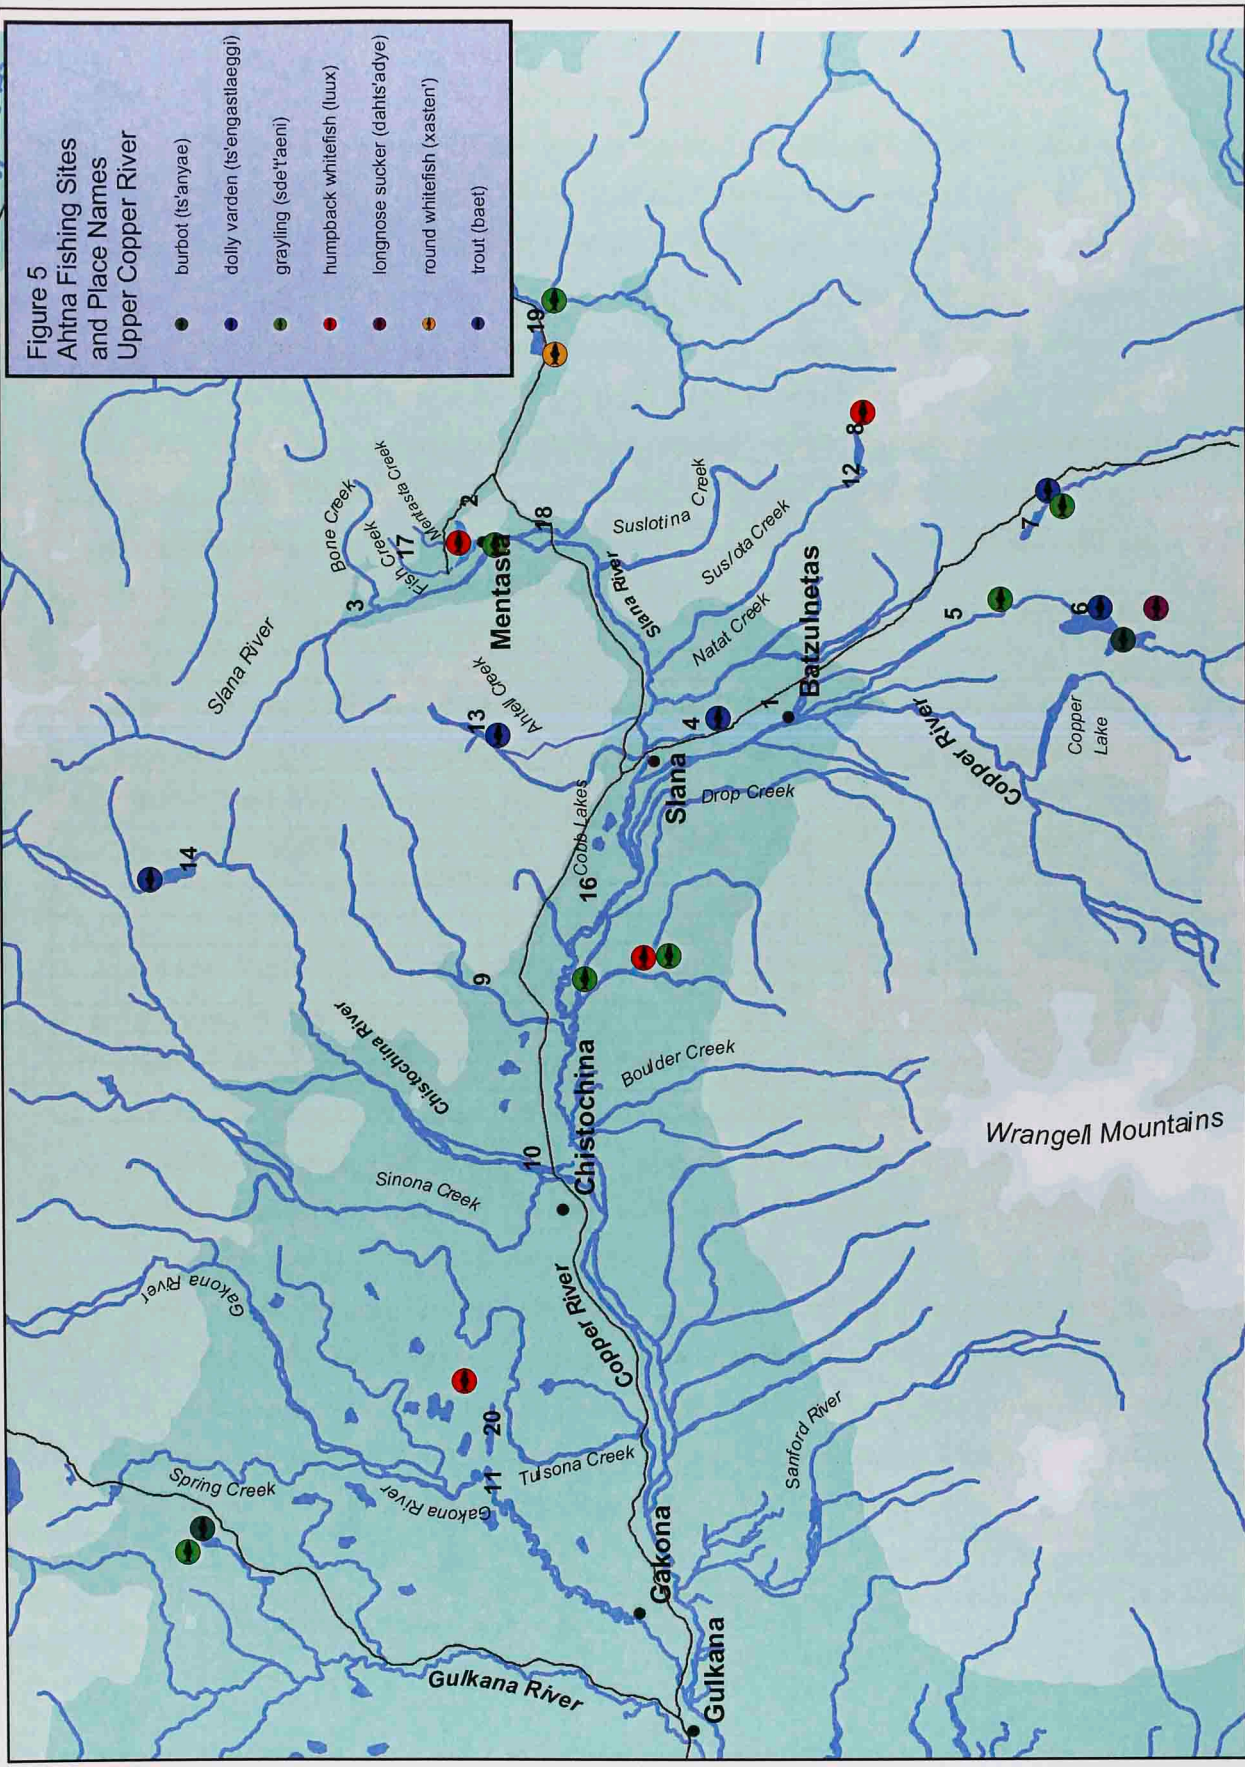 Figure 5
Ahtna Fishing Sites
and Place Names
Upper Copper River
burbot (ts'anyae)
dolly varden (ts'engastlaeggi)
grayling (sde't'aeni)
humpback whitefish (luux)
longnose sucker (dahts'adye)
round whitefish (xasten')
trout (baet)
Slana River
Bone Creek
Fish Creek
Mentasta Creek
3
17
2
Mentasta
18
19
Suslotina Creek
Slana River
Suslota Creek
12
8
Natat Creek
Batzulnetas
1
4
13
Ahtell Creek
Slana
Drop Creek
5
6
7
Copper River
Copper
Lake
14
16
Cobb Lakes
9
Chistochina River
10
Chistochina
Boulder Creek
Wrangell Mountains
Sinona Creek
Copper River
Gakona River
20
11
Tulsona Creek
Sanford River
Spring Creek
Gakona River
Gakona
Gulkana
Gulkana River